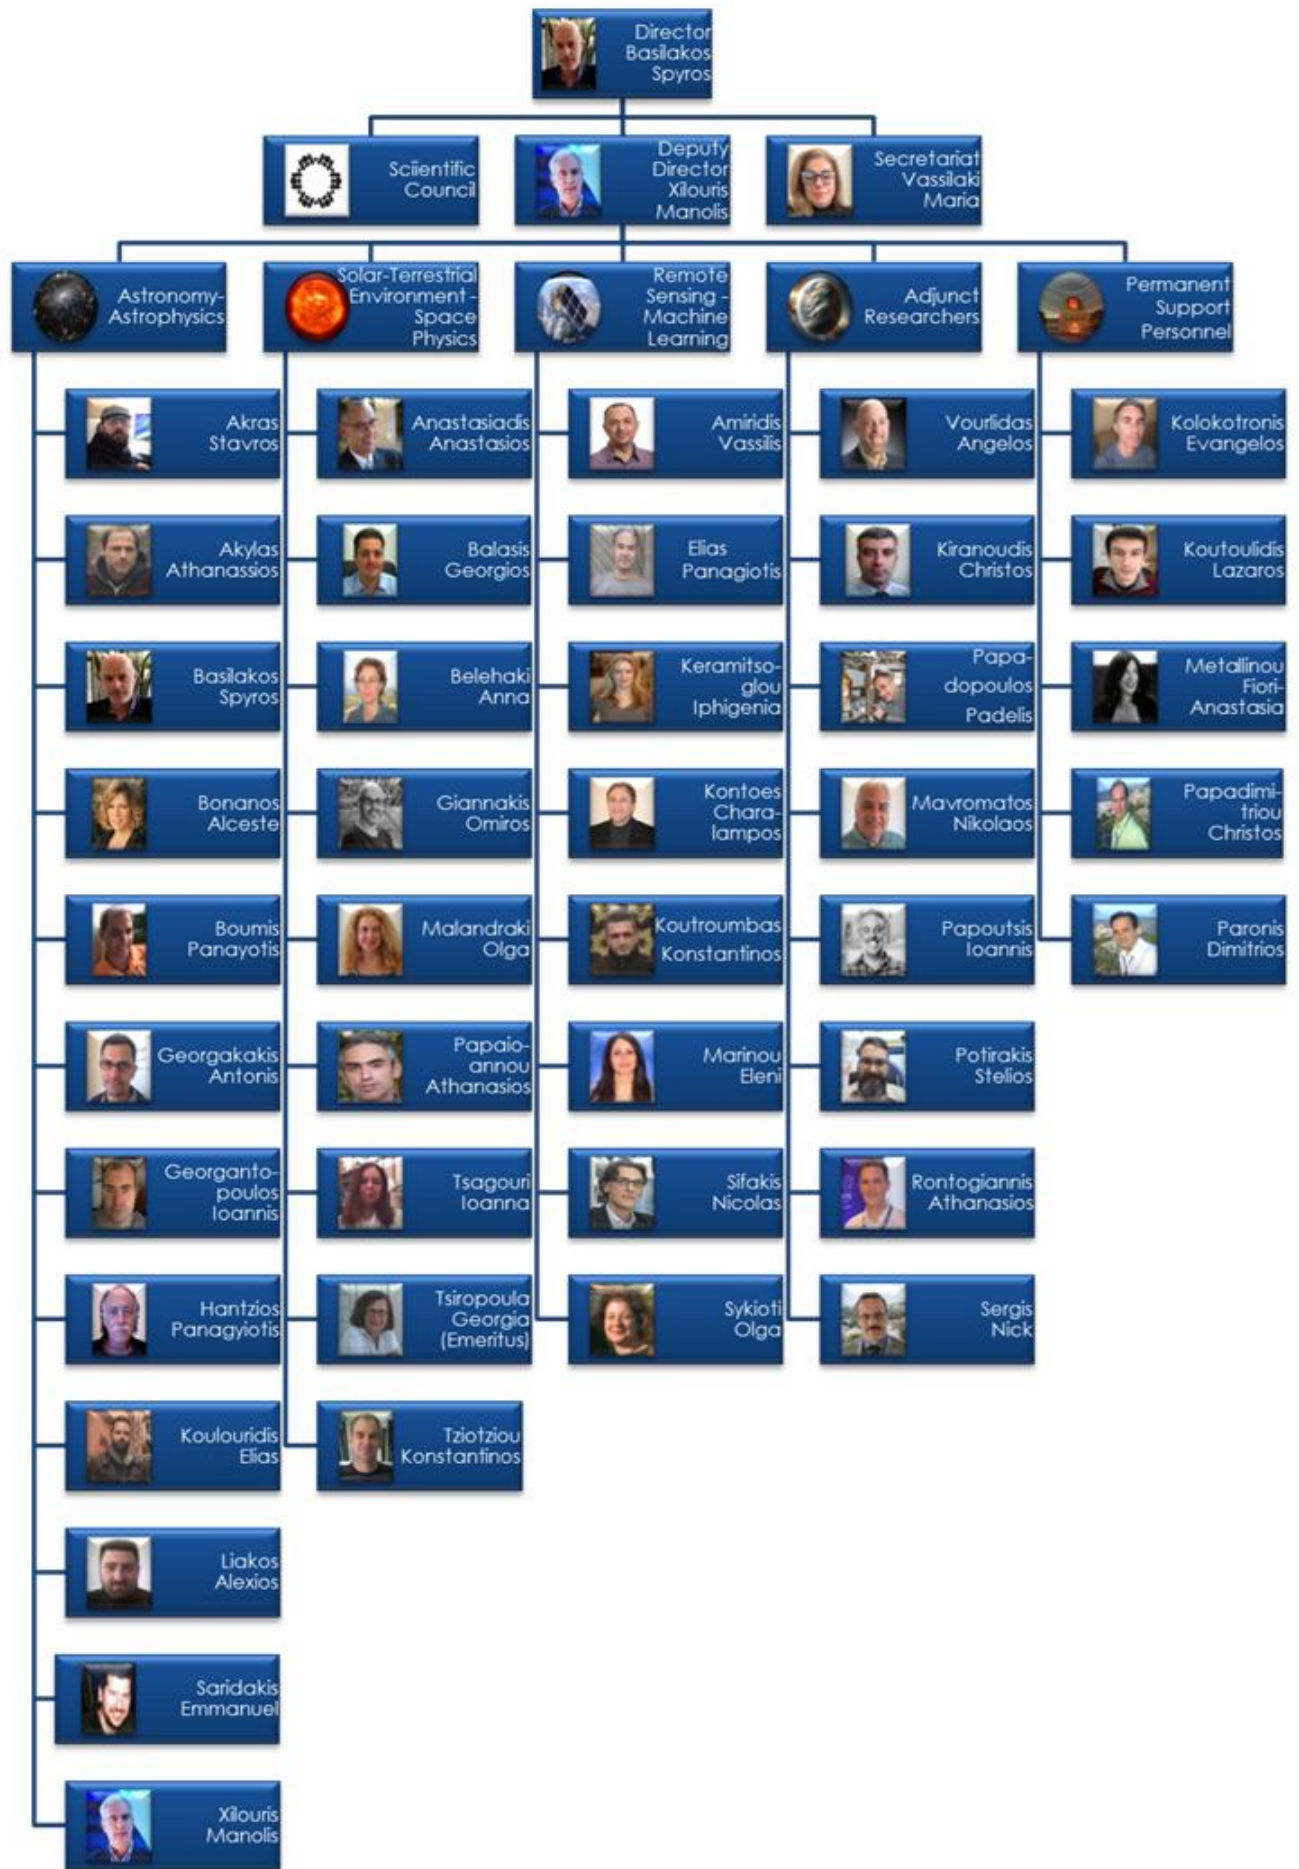 Director
Basilakos
Spyros
Sciientific
Council
Deputy
Director
Xilouris
Manolis
Secretariat
Vassilaki
Maria
Astronomy-
Astrophysics
Solar-Terrestrial
Environment -
Space
Physics
Remote
Sensing -
Machine
Learning
Adjunct
Researchers
Permanent
Support
Personnel
Akras
Stavros
Akylas
Athanassios
Basilakos
Spyros
Bonanos
Alceste
Boumis
Panayotis
Georgakakis
Antonis
Georganto-
poulos
Ioannis
Hantzios
Panagyiotis
Koulouridis
Elias
Liakos
Alexios
Saridakis
Emmanuel
Xilouris
Manolis
Anastasiadis
Anastasios
Balasis
Georgios
Belehaki
Anna
Giannakis
Omiros
Malandraki
Olga
Papaio-
annou
Athanasios
Tsagouri
Ioanna
Tsiropoula
Georgia
(Emeritus)
Tziotziou
Konstantinos
Amiridis
Vassilis
Elias
Panagiotis
Keramitso-
glou
Iphigenia
Kontoes
Chara-
lampos
Koutroumbas
Konstantinos
Marinou
Eleni
Sifakis
Nicolas
Sykioti
Olga
Vourlidas
Angelos
Kiranoudis
Christos
Papa-
dopoulos
Padelis
Mavromatos
Nikolaos
Papoutsis
Ioannis
Potirakis
Stelios
Rontogiannis
Athanasios
Sergis
Nick
Kolokotronis
Evangelos
Koutoulidis
Lazaros
Metallinou
Fiori-
Anastasia
Papadimi-
triou
Christos
Paronis
Dimitrios